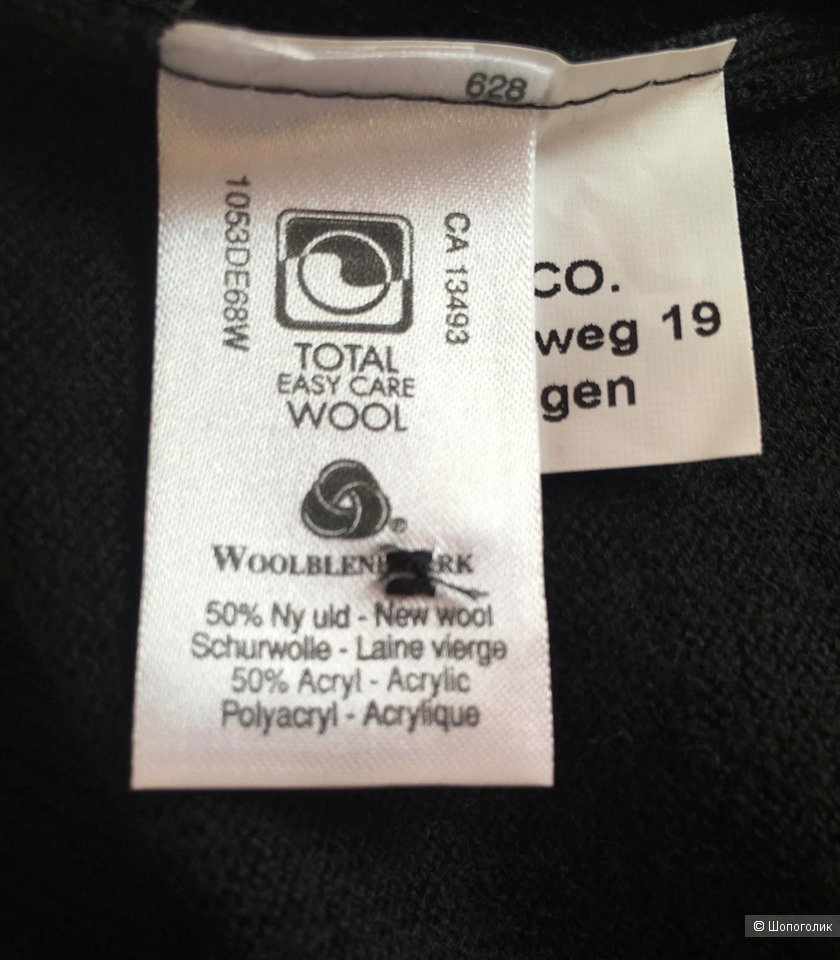 628
1053DE68W
CA 13493
TOTAL
EASY CARE
WOOL
®
50% Ny uld - New wool
Schurwolle - Laine vierge
50% Acryl - Acrylic
Polyacryl - Acrylique
CO.
weg 19
gen
© Шопоголик